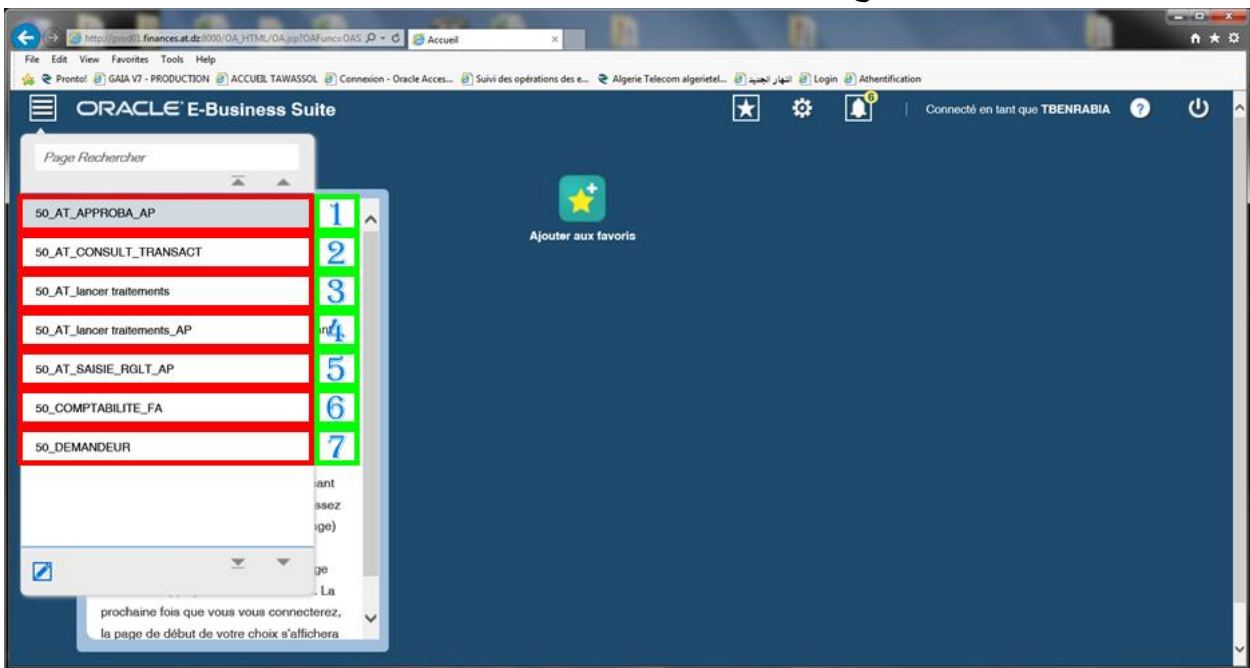 http://prod01.finances.at.dz:8000/OA_HTML/OA.jsp?OAFunc=OAS
Accueil
File Edit View Favorites Tools Help
Pronto! GAIA V7 - PRODUCTION ACCUEIL TAWASSOL Connexion - Oracle Acces... Suivi des opérations des e... Algerie Telecom algerietel... انتهار الجديد Login Athentification
ORACLE E-Business Suite
6
Connecté en tant que TBENRABIA ?
Page Rechercher
50_AT_APPROBA_AP 1
Ajouter aux favoris
50_AT_CONSULT_TRANSACT 2
50_AT_lancer traitements 3
50_AT_lancer traitements_AP 4
50_AT_SAISIE_RGLT_AP 5
50_COMPTABILITE_FA 6
50_DEMANDEUR 7
ant
ssez
ge)
ge
. La
prochaine fois que vous vous connecterez,
la page de début de votre choix s'affichera